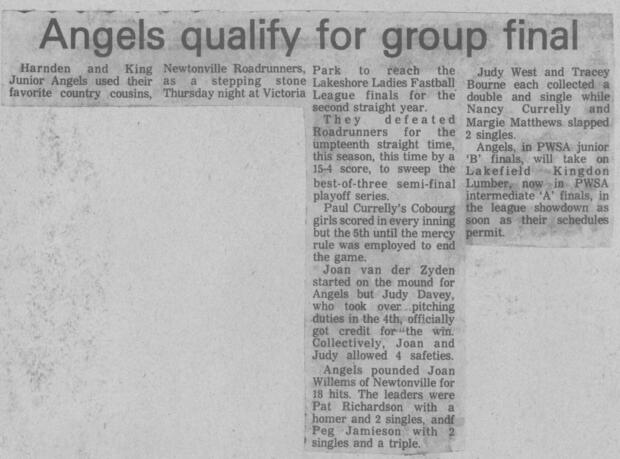 Angels qualify for group final
Harnden and King
Junior Angels used their
favorite country cousins,
Newtonville Roadrunners,
as a stepping stone
Thursday night at Victoria
Park to reach the
Lakeshore Ladies Fastball
League finals for the
second straight year.
They defeated
Roadrunners for the
umpteenth straight time,
this season, this time by a
15-4 score, to sweep the
best-of-three semi-final
playoff series.
Paul Currelly's Cobourg
girls scored in every inning
but the 5th until the mercy
rule was employed to end
the game.
Joan van der Zyden
started on the mound for
Angels but Judy Davey,
who took over pitching
duties in the 4th, officially
got credit for the win.
Collectively, Joan and
Judy allowed 4 safeties.
Angels pounded Joan
Willems of Newtonville for
18 hits. The leaders were
Pat Richardson with a
homer and 2 singles, andf
Peg Jamieson with 2
singles and a triple.
Judy West and Tracey
Bourne each collected a
double and single while
Nancy Currelly and
Margie Matthews slapped
2 singles.
Angels, in PWSA junior
'B' finals, will take on
Lakefield Kingdon
Lumber, now in PWSA
intermediate 'A' finals, in
the league showdown as
soon as their schedules
permit.